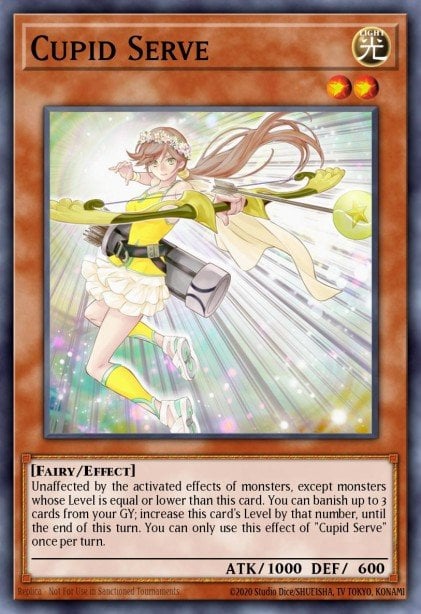 CUPID SERVE
LIGHT
光
[FAIRY/EFFECT]
Unaffected by the activated effects of monsters, except monsters
whose Level is equal or lower than this card. You can banish up to 3
cards from your GY; increase this card's Level by that number, until
the end of this turn. You can only use this effect of "Cupid Serve"
once per turn.
ATK/1000 DEF/ 600
Replica - Not For Use in Sanctioned Tournaments
©2020 Studio Dice/SHUEISHA, TV TOKYO, KONAMI